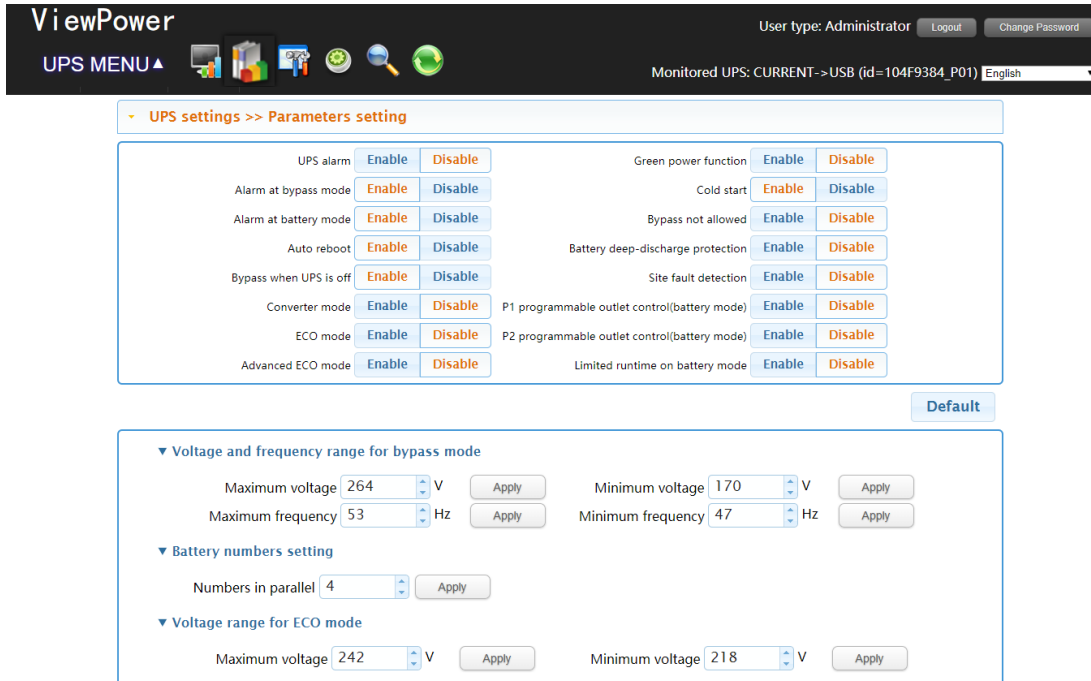 ViewPower
User type: Administrator Logout Change Password
UPS MENU▲
Monitored UPS: CURRENT->USB (id=104F9384_P01) English
UPS settings >> Parameters setting
UPS alarm Enable Disable Green power function Enable Disable
Alarm at bypass mode Enable Disable Cold start Enable Disable
Alarm at battery mode Enable Disable Bypass not allowed Enable Disable
Auto reboot Enable Disable Battery deep-discharge protection Enable Disable
Bypass when UPS is off Enable Disable Site fault detection Enable Disable
Converter mode Enable Disable P1 programmable outlet control(battery mode) Enable Disable
ECO mode Enable Disable P2 programmable outlet control(battery mode) Enable Disable
Advanced ECO mode Enable Disable Limited runtime on battery mode Enable Disable
Default
▼ Voltage and frequency range for bypass mode
Maximum voltage 264 V Apply Minimum voltage 170 V Apply
Maximum frequency 53 Hz Apply Minimum frequency 47 Hz Apply
▼ Battery numbers setting
Numbers in parallel 4 Apply
▼ Voltage range for ECO mode
Maximum voltage 242 V Apply Minimum voltage 218 V Apply